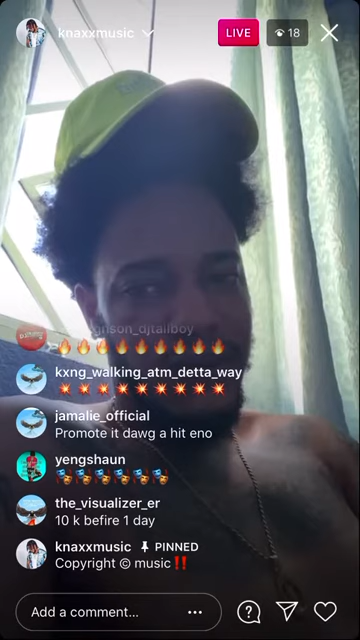 knaxxmusic
LIVE
18
gnson_djtallboy
kxng_walking_atm_detta_way
jamalie_official
Promote it dawg a hit eno
yengshaun
the_visualizer_er
10 k befire 1 day
knaxxmusic PINNED
Copyright © music‼️
Add a comment...